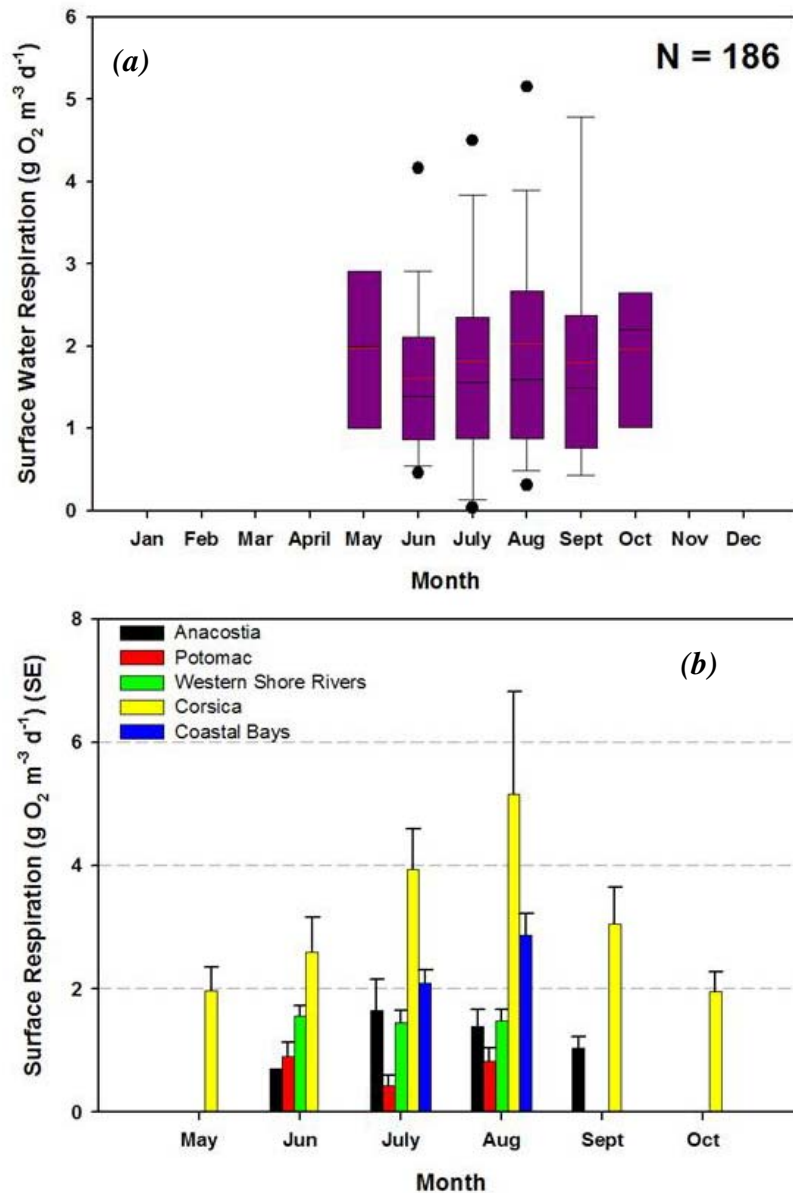 (a)
N = 186
Surface Water Respiration (g O₂ m⁻³ d⁻¹)
6
5
4
3
2
1
0
Jan Feb Mar April May Jun July Aug Sept Oct Nov Dec
Month
(b)
Anacostia
Potomac
Western Shore Rivers
Corsica
Coastal Bays
Surface Respiration (g O₂ m⁻³ d⁻¹) (SE)
8
6
4
2
0
May Jun July Aug Sept Oct
Month